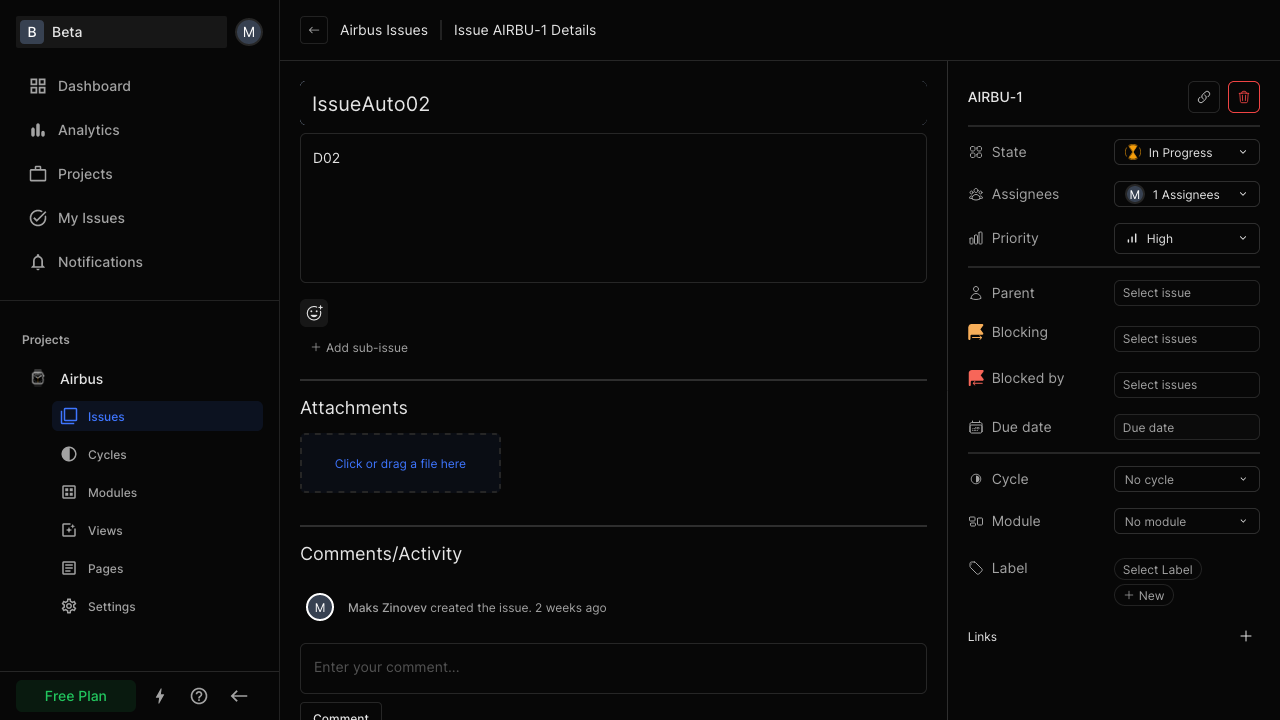 B Beta M
Dashboard
Analytics
Projects
My Issues
Notifications
Projects
Airbus
Issues
Cycles
Modules
Views
Pages
Settings
Free Plan
Airbus Issues
Issue AIRBU-1 Details
IssueAuto02
D02
Add sub-issue
Attachments
Click or drag a file here
Comments/Activity
M Maks Zinovev created the issue. 2 weeks ago
Enter your comment...
Comment
AIRBU-1
State In Progress
Assignees M 1 Assignees
Priority High
Parent Select issue
Blocking Select issues
Blocked by Select issues
Due date Due date
Cycle No cycle
Module No module
Label Select Label
+ New
Links